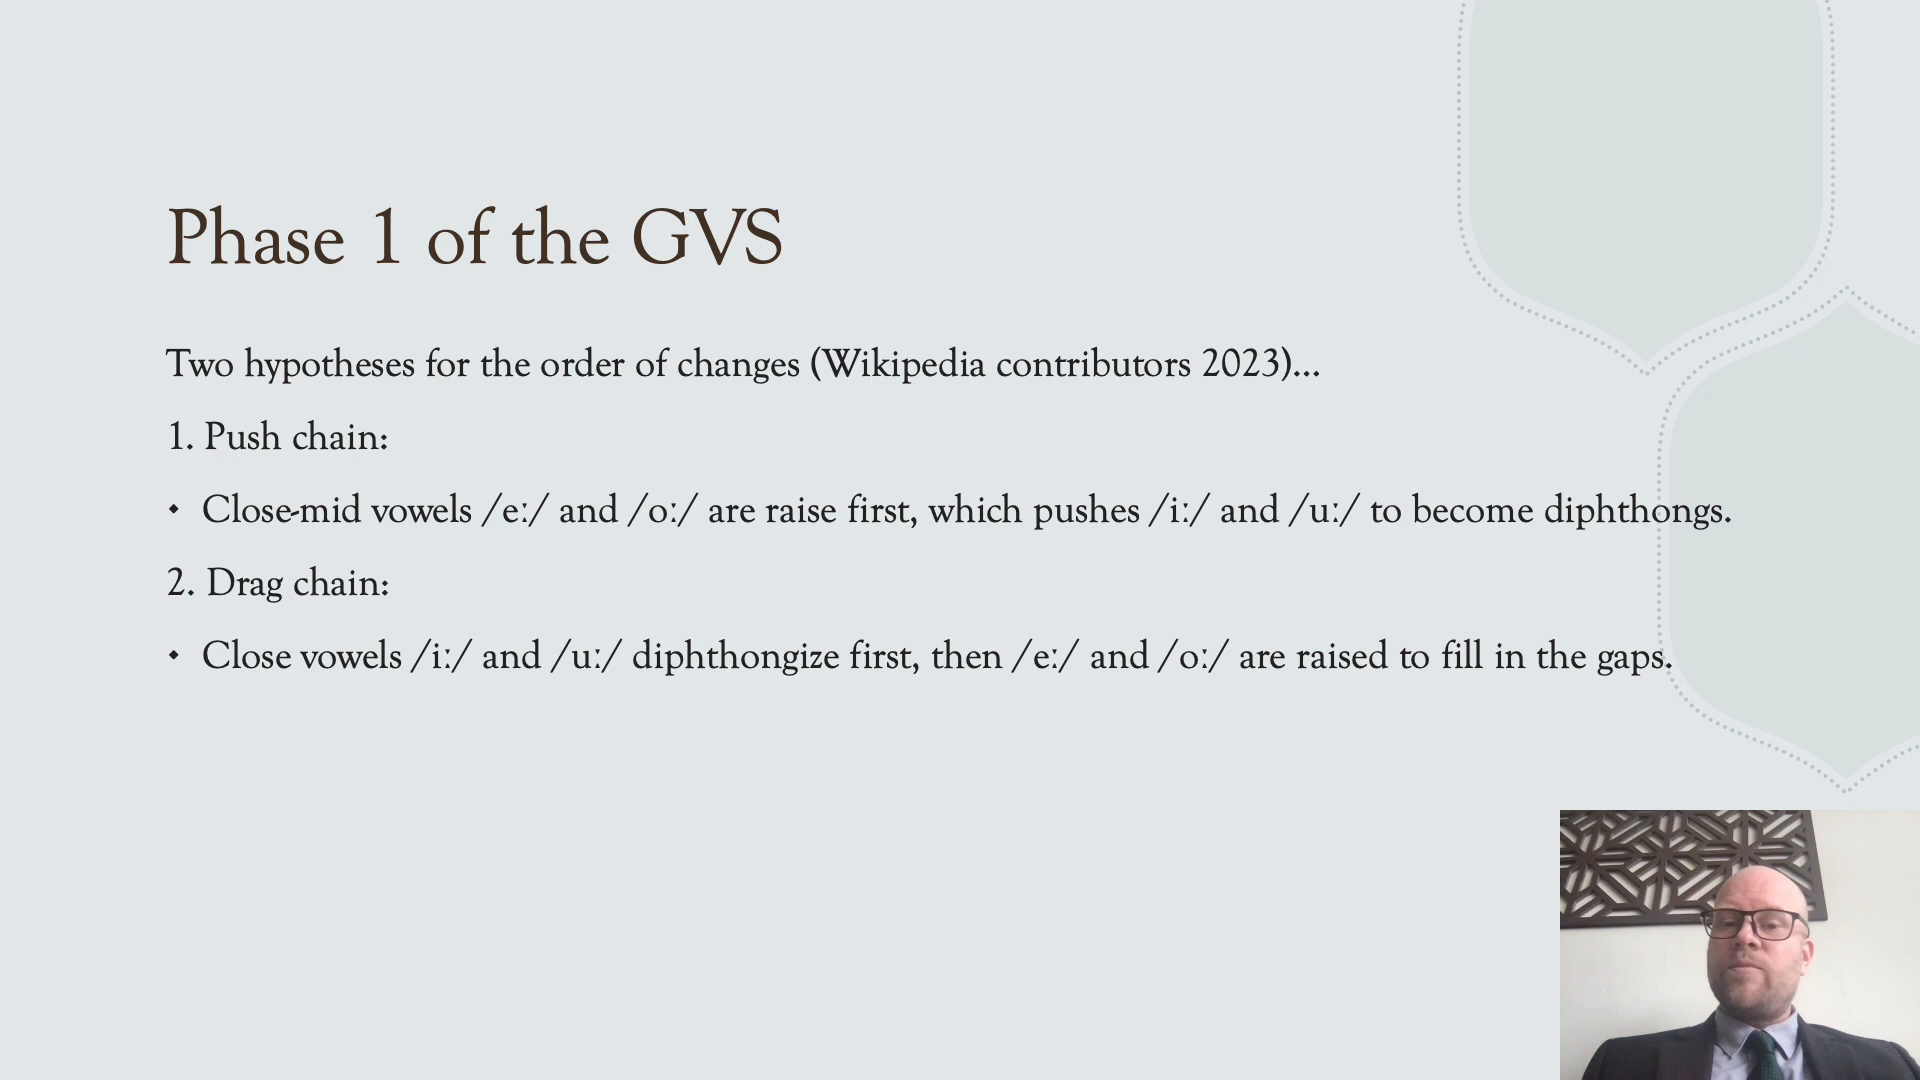 Phase 1 of the GVS
Two hypotheses for the order of changes (Wikipedia contributors 2023)...
1. Push chain:
• Close-mid vowels /eː/ and /oː/ are raise first, which pushes /iː/ and /uː/ to become diphthongs.
2. Drag chain:
• Close vowels /iː/ and /uː/ diphthongize first, then /eː/ and /oː/ are raised to fill in the gaps.